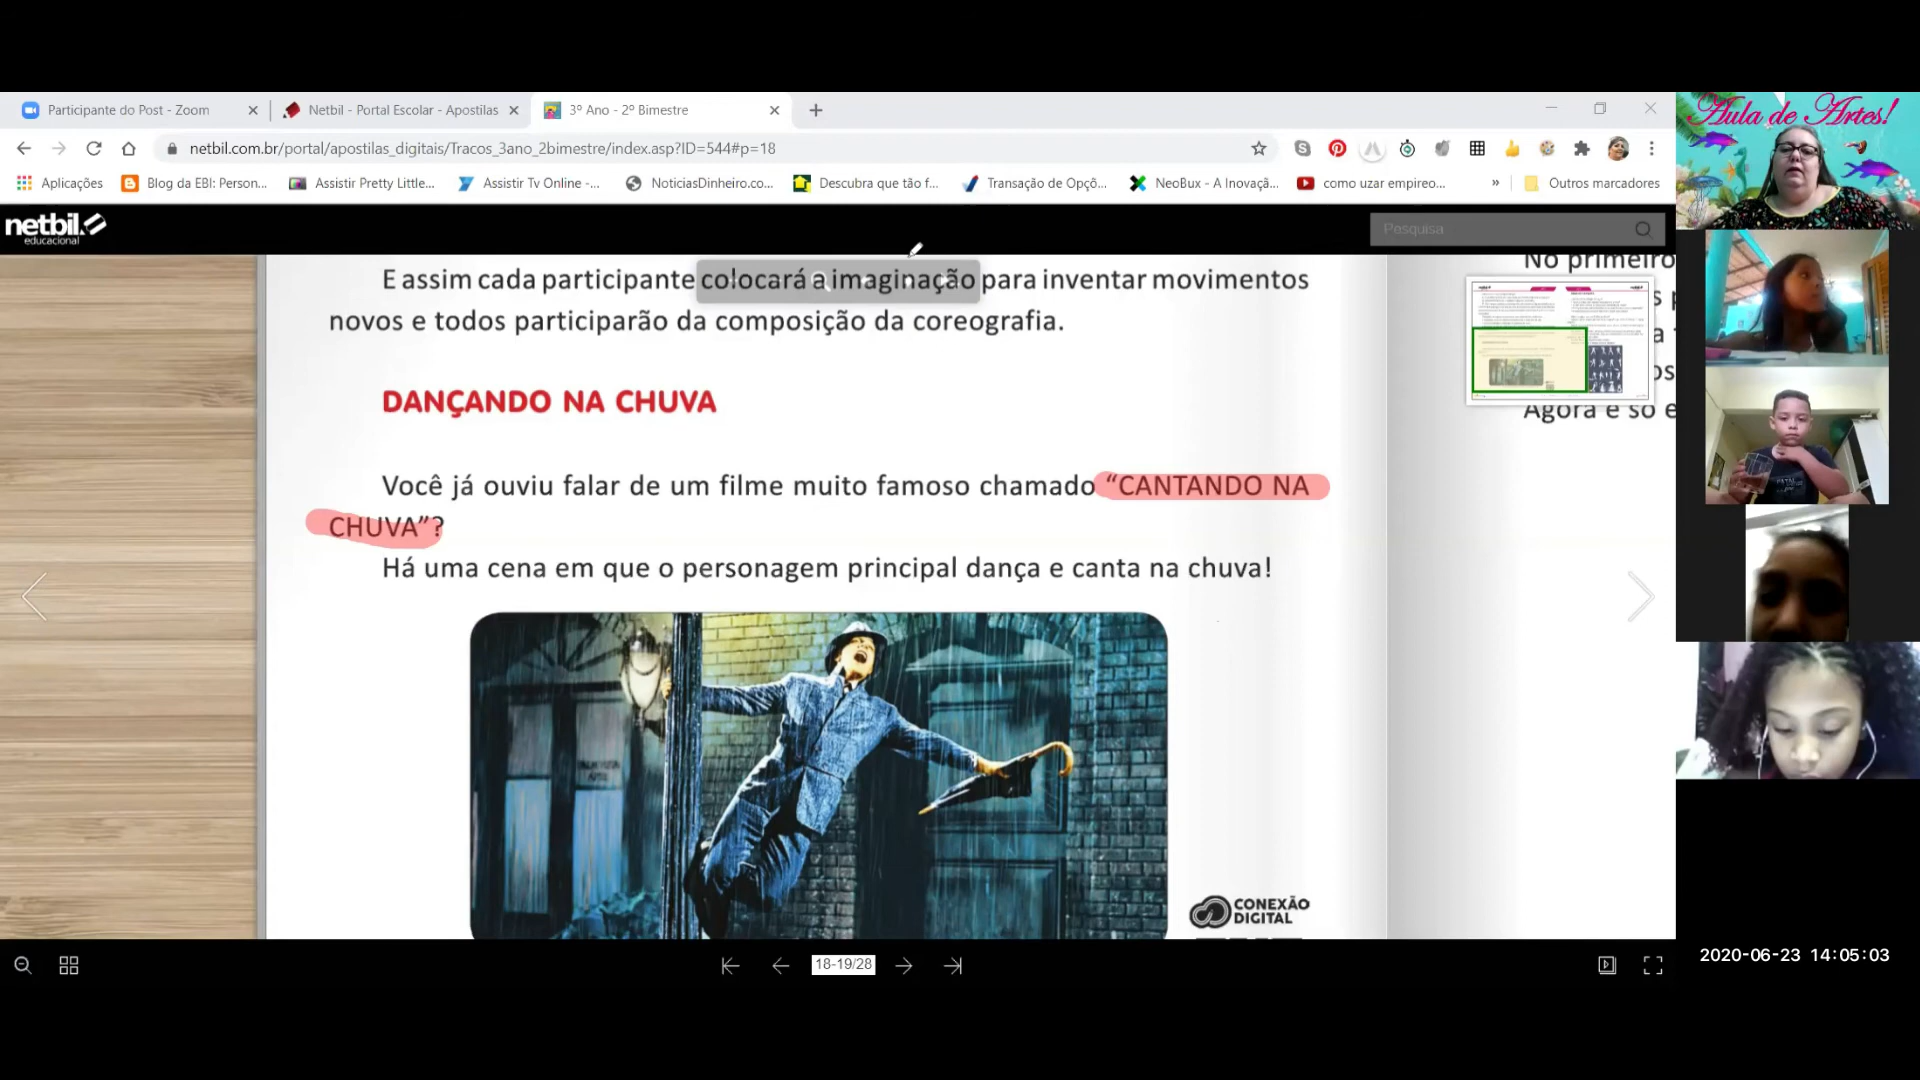 Participante do Post - Zoom
Netbil - Portal Escolar - Apostilas
3º Ano - 2º Bimestre
netbil.com.br/portal/apostilas_digitais/Tracos_3ano_2bimestre/index.asp?ID=544#p=18
Aplicações
Blog da EBI: Person...
Assistir Pretty Little...
Assistir Tv Online -...
NoticiasDinheiro.co...
Descubra que tão f...
Transação de Opçõ...
NeoBux - A Inovaçã...
como uzar empireo...
»
Outros marcadores
netbil
educacional
Pesquisa
E assim cada participante colocará a imaginação para inventar movimentos
novos e todos participarão da composição da coreografia.
DANÇANDO NA CHUVA
Você já ouviu falar de um filme muito famoso chamado “CANTANDO NA
CHUVA”?
Há uma cena em que o personagem principal dança e canta na chuva!
CONEXÃO
DIGITAL
No primeiro
Agora é só e
18-19/28
Aula de Artes!
2020-06-23 14:05:03